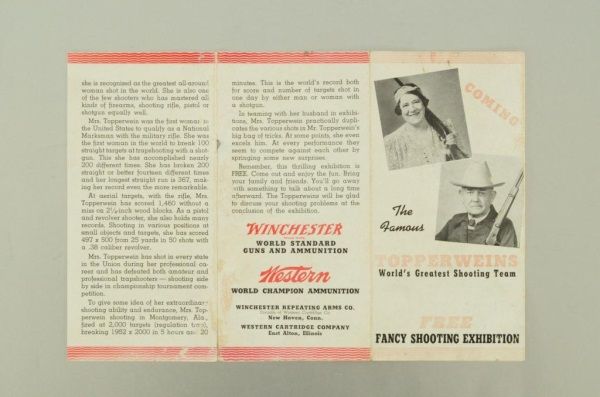 she is recognized as the greatest all-around
woman shot in the world. She is also one
of the few shooters who has mastered all
kinds of firearms, shooting rifle, pistol or
shotgun equally well.
Mrs. Topperwein was the first woman in
the United States to qualify as a National
Marksman with the military rifle. She was
the first woman in the world to break 100
straight targets at trapshooting with a shot-
gun. This she has accomplished nearly
200 different times. She has broken 200
straight or better fourteen different times
and her longest straight run is 367, mak-
ing her record even the more remarkable.
At aerial targets, with the rifle, Mrs.
Topperwein has scored 1,460 without a
miss on 2¼-inch wood blocks. As a pistol
and revolver shooter, she also holds many
records. Shooting in various positions at
small objects and targets, she has scored
497 x 500 from 25 yards in 50 shots with
a .38 caliber revolver.
Mrs. Topperwein has shot in every state
in the Union during her professional ca-
reer and has defeated both amateur and
professional trapshooters — shooting side
by side in championship tournament com-
petition.
To give some idea of her extraordinary
shooting ability and endurance, Mrs. Top-
perwein shooting in Montgomery, Ala.,
fired at 2,000 targets (regulation trap),
breaking 1952 x 2000 in 5 hours and 20
minutes. This is the world's record both
for score and number of targets shot in
one day by either man or woman with
a shotgun.
In teaming with her husband in exhibi-
tions, Mrs. Topperwein practically dupli-
cates the various shots in Mr. Topperwein's
big bag of tricks. At some points, she even
excels him. At every performance they
seem to compete against each other by
springing some new surprises.
Remember, this thrilling exhibition is
FREE. Come out and enjoy the fun. Bring
your family and friends. You'll go away
with something to talk about a long time
afterward. The Topperweins will be glad
to discuss your shooting problems at the
conclusion of the exhibition.
WINCHESTER
WORLD STANDARD
GUNS AND AMMUNITION
Western
WORLD CHAMPION AMMUNITION
WINCHESTER REPEATING ARMS CO.
Division of Western Cartridge Co.
New Haven, Conn.
WESTERN CARTRIDGE COMPANY
East Alton, Illinois
COMING
The
Famous
TOPPERWEINS
World's Greatest Shooting Team
FREE
FANCY SHOOTING EXHIBITION